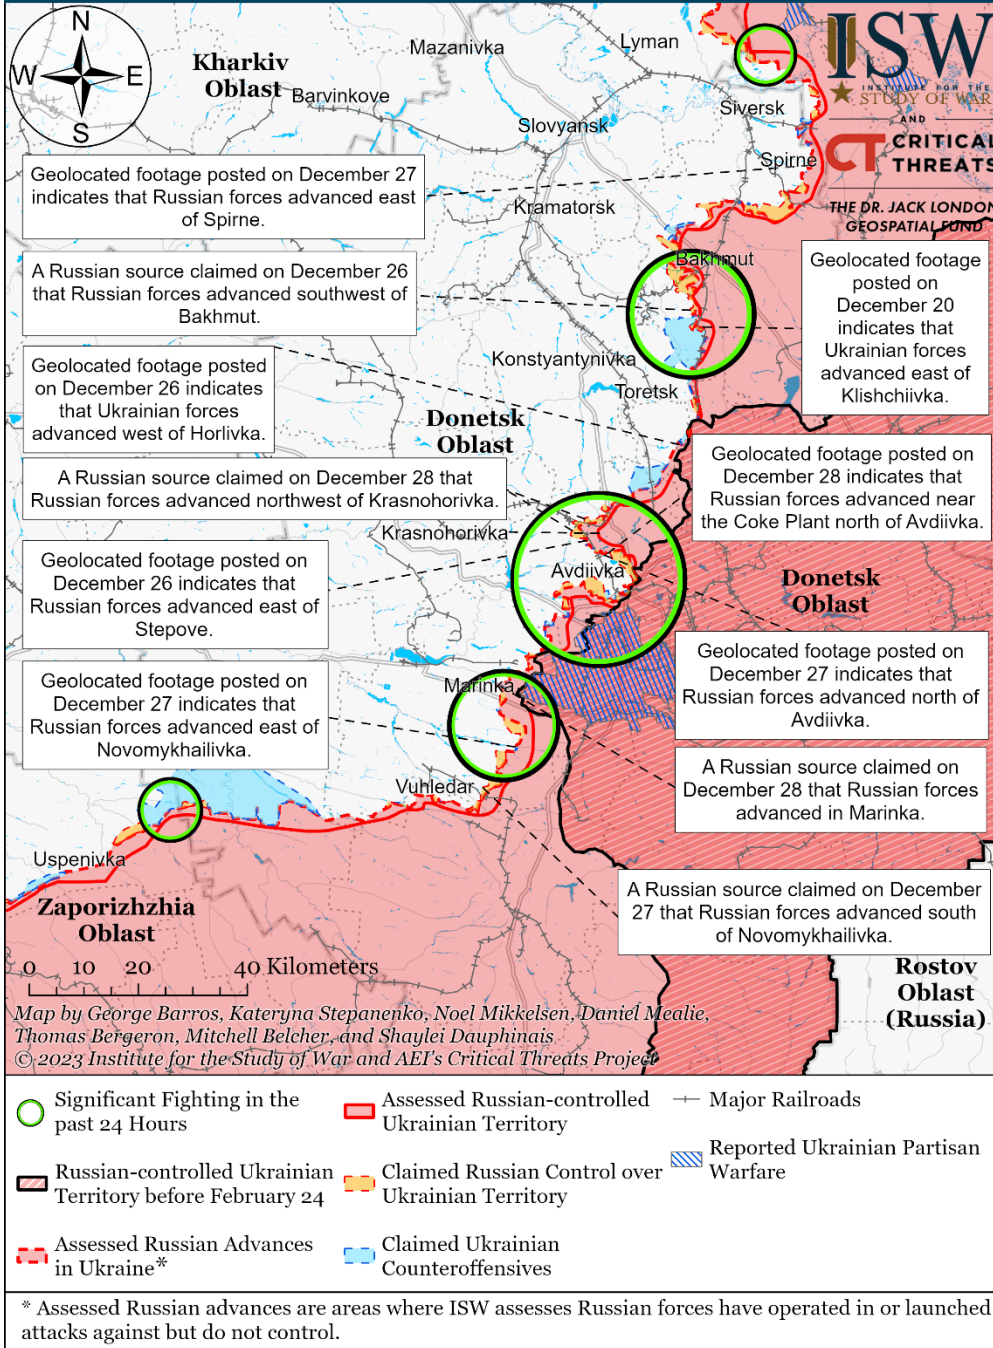 N
W
E
S
Kharkiv
Oblast
Mazanivka
Lyman
Barvinkove
Slovyansk
Siversk
ISW
INSTITUTE FOR THE
STUDY OF WAR
AND
CT CRITICAL
THREATS
THE DR. JACK LONDON
GEOSPATIAL FUND
Geolocated footage posted on December 27
indicates that Russian forces advanced east
of Spirne.
Spirne
Kramatorsk
A Russian source claimed on December 26
that Russian forces advanced southwest of
Bakhmut.
Bakhmut
Geolocated footage
posted on
December 20
indicates that
Ukrainian forces
advanced east of
Klishchiivka.
Geolocated footage posted
on December 26 indicates
that Ukrainian forces
advanced west of Horlivka.
Konstyantynivka
Toretsk
Donetsk
Oblast
A Russian source claimed on December 28 that
Russian forces advanced northwest of Krasnohorivka.
Geolocated footage posted on
December 28 indicates that
Russian forces advanced near
the Coke Plant north of Avdiivka.
Krasnohorivka
Avdiivka
Geolocated footage posted on
December 26 indicates that
Russian forces advanced east of
Stepove.
Donetsk
Oblast
Geolocated footage posted on
December 27 indicates that
Russian forces advanced north of
Avdiivka.
Geolocated footage posted on
December 27 indicates that
Russian forces advanced east of
Novomykhailivka.
Marinka
A Russian source claimed on
December 28 that Russian forces
advanced in Marinka.
Vuhledar
Uspenivka
A Russian source claimed on December
27 that Russian forces advanced south
of Novomykhailivka.
Zaporizhzhia
Oblast
Rostov
Oblast
(Russia)
0 10 20 40 Kilometers
Map by George Barros, Kateryna Stepanenko, Noel Mikkelsen, Daniel Mealie,
Thomas Bergeron, Mitchell Belcher, and Shaylei Dauphinais
© 2023 Institute for the Study of War and AEI's Critical Threats Project
Significant Fighting in the
past 24 Hours
Assessed Russian-controlled
Ukrainian Territory
Major Railroads
Russian-controlled Ukrainian
Territory before February 24
Claimed Russian Control over
Ukrainian Territory
Reported Ukrainian Partisan
Warfare
Assessed Russian Advances
in Ukraine*
Claimed Ukrainian
Counteroffensives
* Assessed Russian advances are areas where ISW assesses Russian forces have operated in or launched
attacks against but do not control.